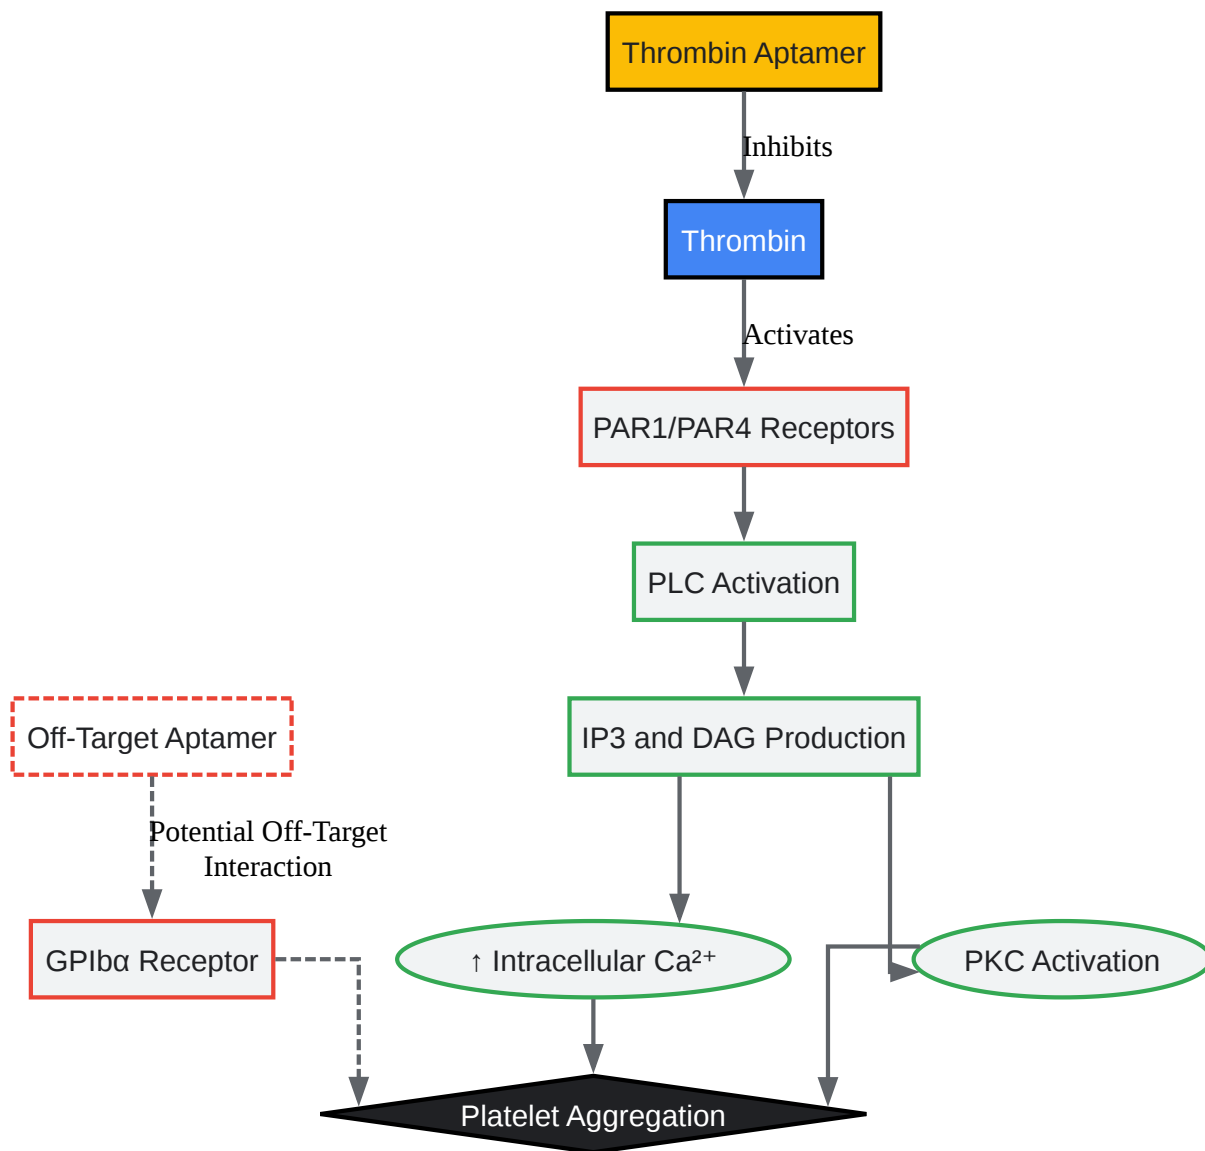 Thrombin Aptamer
Inhibits
Thrombin
Activates
PAR1/PAR4 Receptors
PLC Activation
Off-Target Aptamer
IP3 and DAG Production
Potential Off-Target
Interaction
GPIbα Receptor
↑ Intracellular Ca²⁺
PKC Activation
Platelet Aggregation